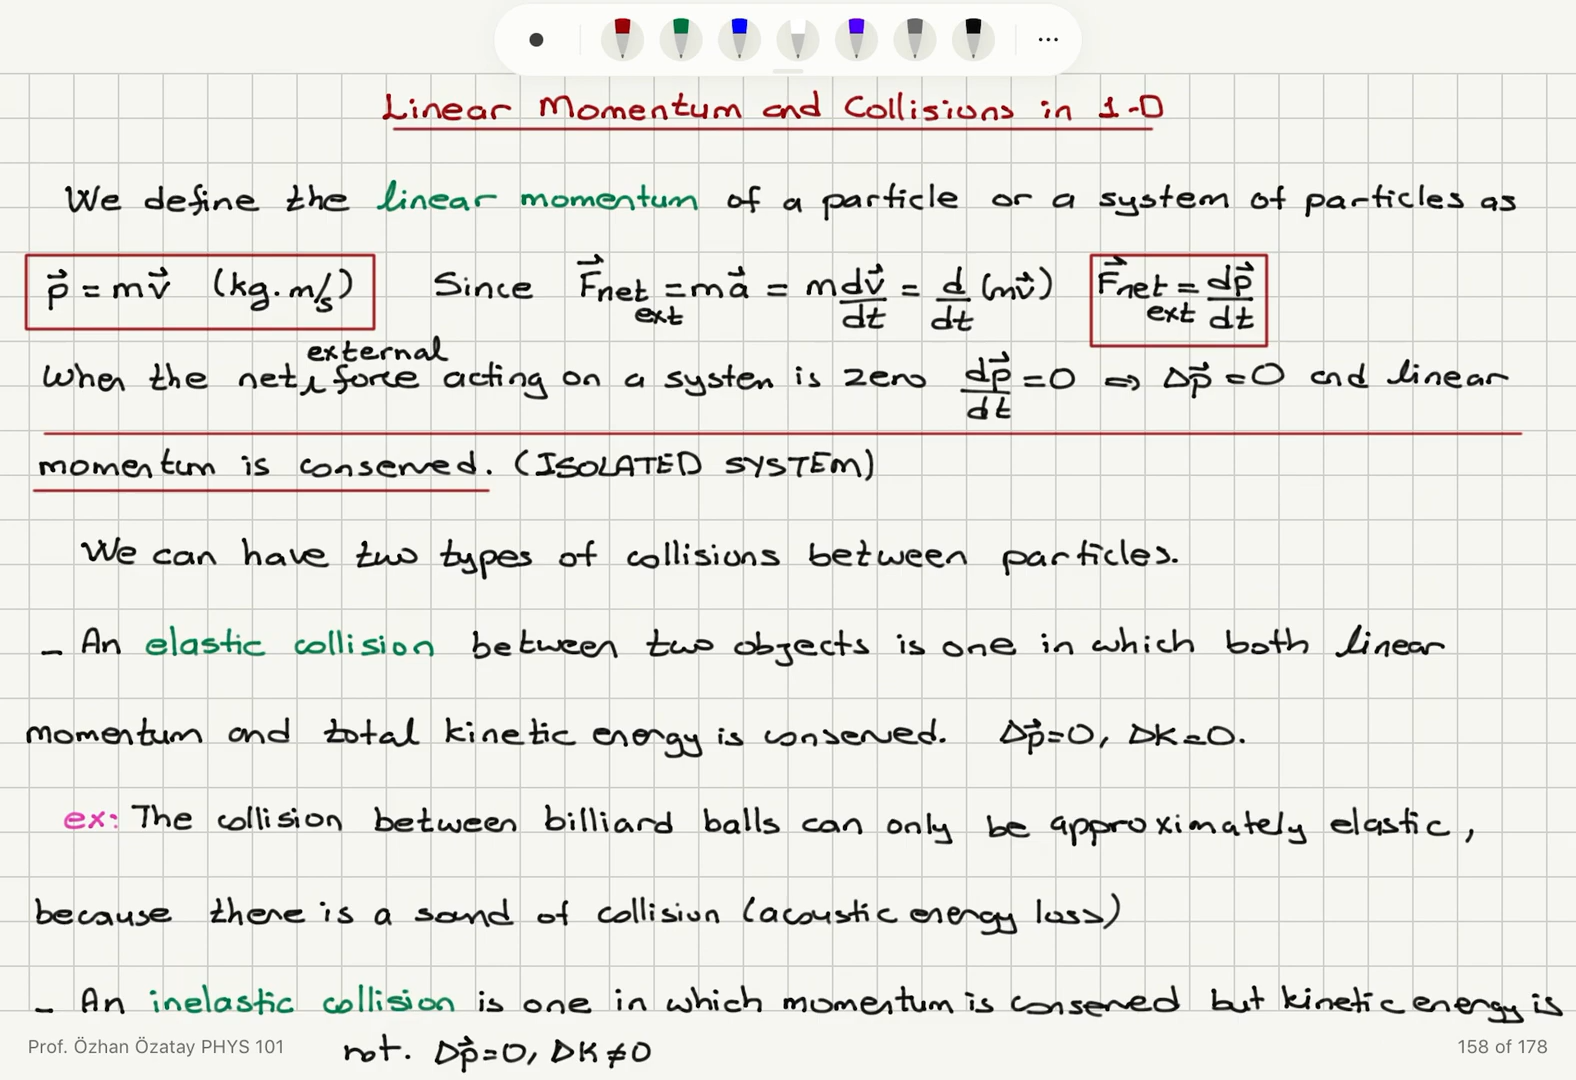 Linear Momentum and Collisions in 1-D
We define the linear momentum of a particle or a system of particles as
p⃗ = mv⃗ (kg.m/s) Since F⃗net ext = ma⃗ = m dv⃗/dt = d/dt (mv⃗) F⃗net ext = dp⃗/dt
external
When the net force acting on a system is zero dp⃗/dt = 0 ⇒ Δp⃗ = 0 and linear
momentum is conserved. (ISOLATED SYSTEM)
We can have two types of collisions between particles.
- An elastic collision between two objects is one in which both linear
momentum and total kinetic energy is conserved. Δp⃗=0, ΔK=0.
ex: The collision between billiard balls can only be approximately elastic,
because there is a sound of collision (acoustic energy loss)
- An inelastic collision is one in which momentum is conserved but kinetic energy is
not. Δp⃗=0, ΔK≠0
Prof. Özhan Özatay PHYS 101
158 of 178